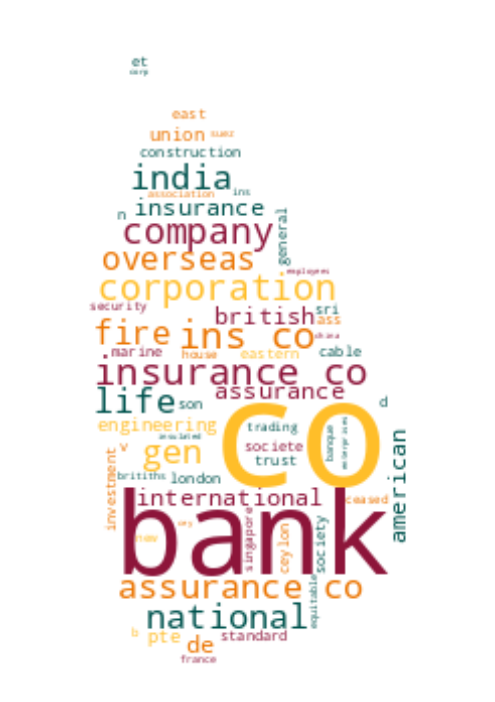 et
corp
east
union suez
construction
india
association ins
n insurance
general
company
overseas
employees
corporation
security
british sri
ass
fire ins co china
marine house eastern cable
insurance co
assurance
life son
d
co
engineering trading
insulated
banque
enterprises
gen societe
v
trust
investment
britiths london
american
international ceased
bank
cey
new
singapore
ceylon
society
assurance co
equitable
national
b pte de standard
france